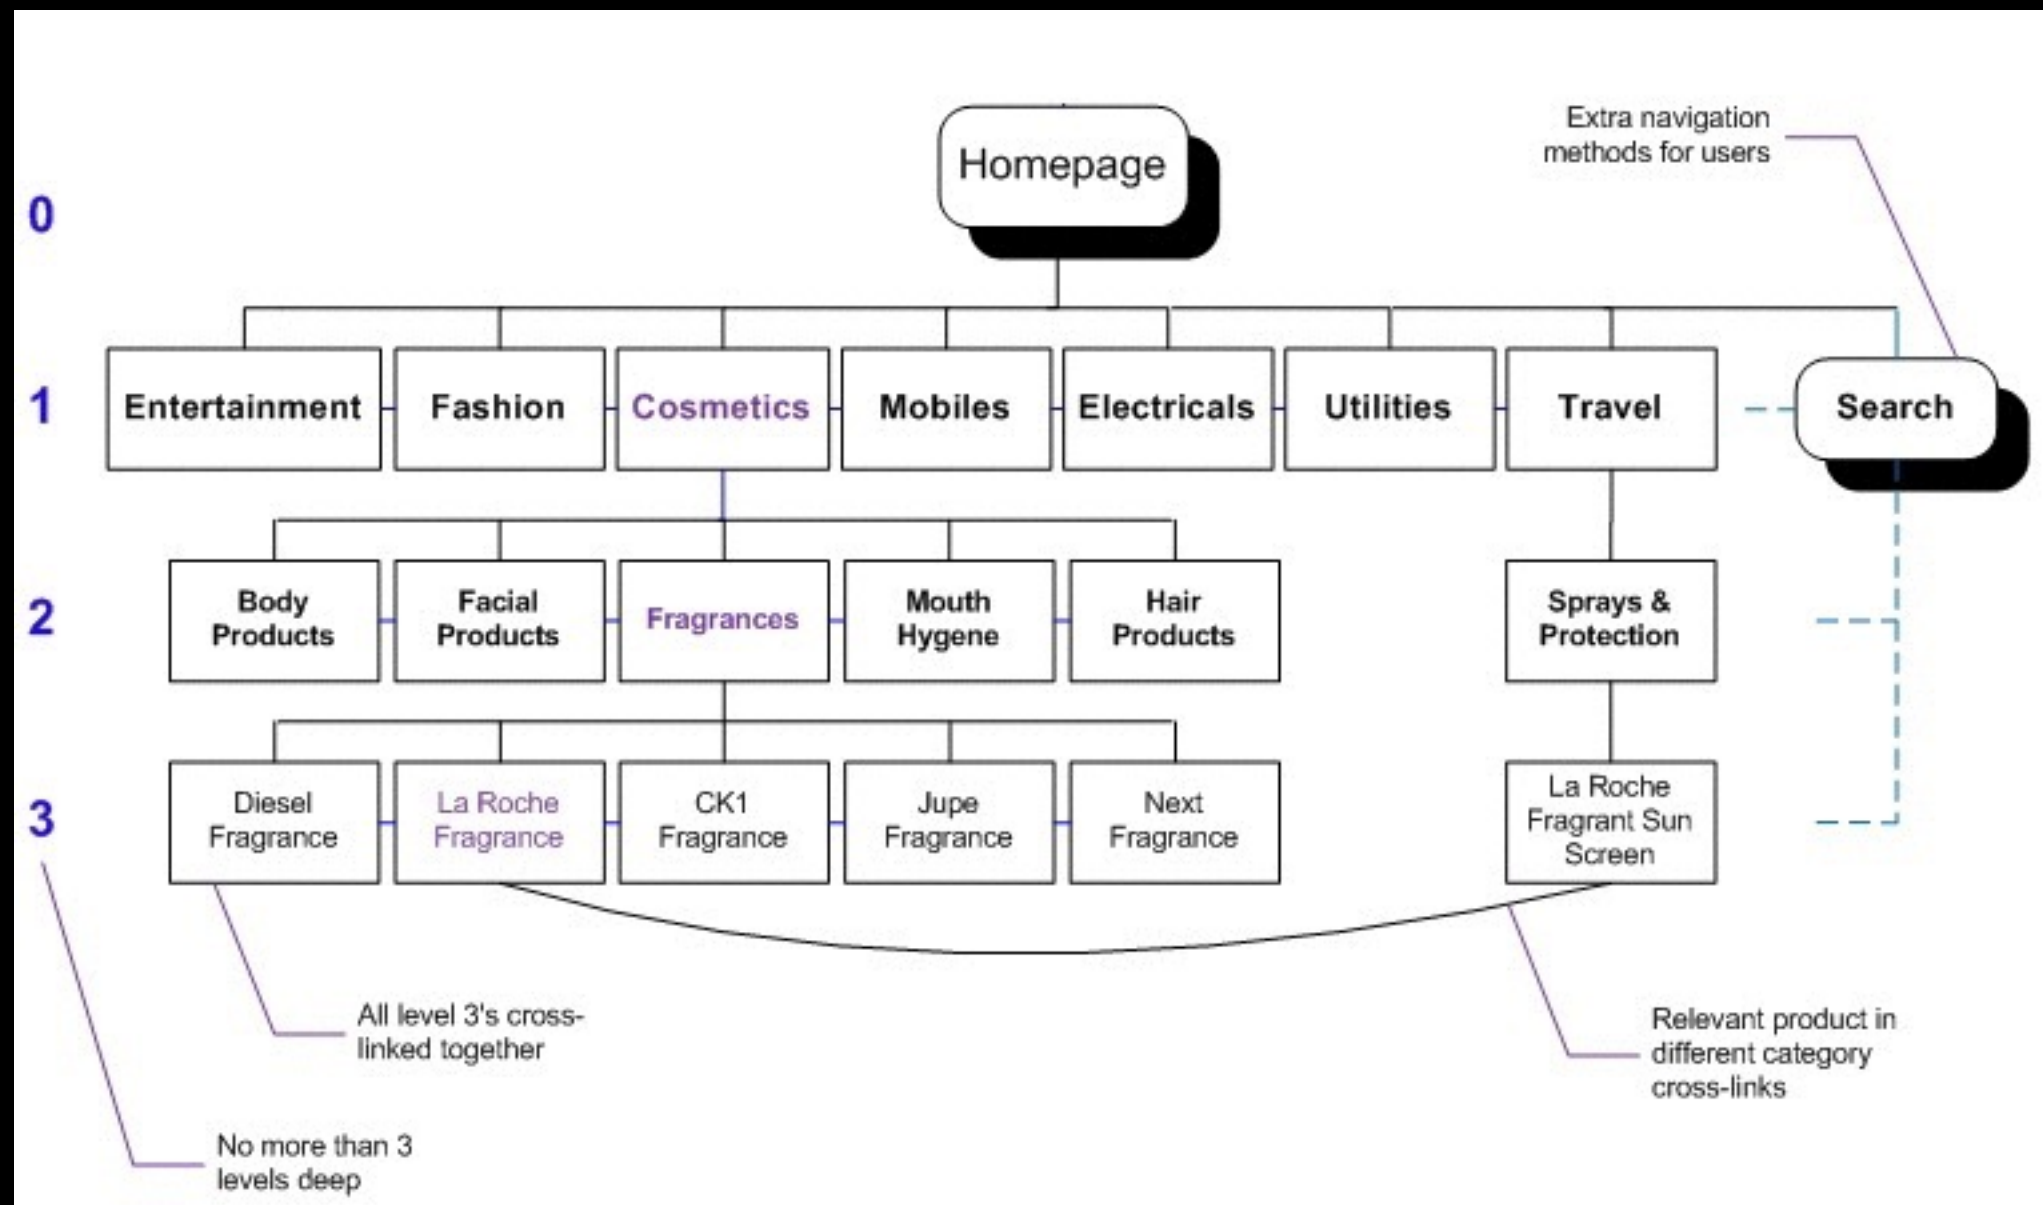 Extra navigation
methods for users
Homepage
0
1
Entertainment
Fashion
Cosmetics
Mobiles
Electricals
Utilities
Travel
Search
2
Body
Products
Facial
Products
Fragrances
Mouth
Hygene
Hair
Products
Sprays &
Protection
3
Diesel
Fragrance
La Roche
Fragrance
CK1
Fragrance
Jupe
Fragrance
Next
Fragrance
La Roche
Fragrant Sun
Screen
All level 3's cross-
linked together
Relevant product in
different category
cross-links
No more than 3
levels deep